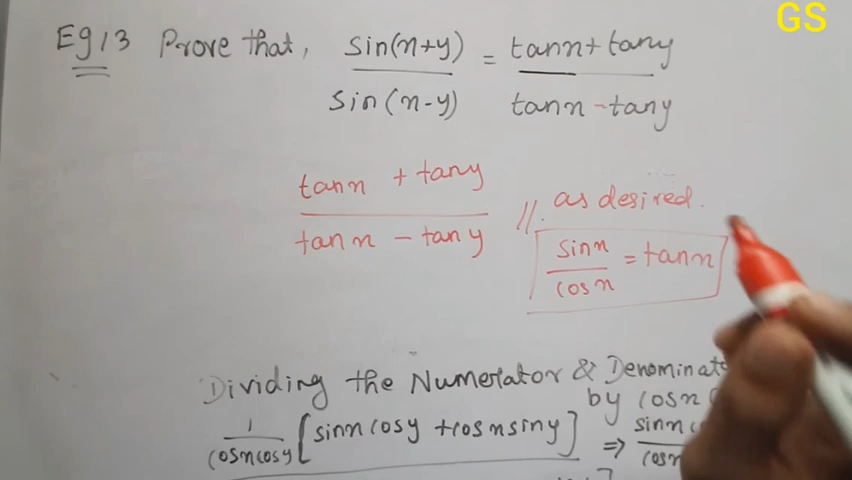 GS
Eg 13 Prove that, sin(x+y) = tanx + tany
sin(x-y) tanx - tany
tanx + tany
tanx - tany // as desired.
sinx = tanx
cosx
Dividing the Numerator & Denominat
by cosx
1 [sinx cosy + cosx siny] ⇒ sinx
cosxcosy cosx